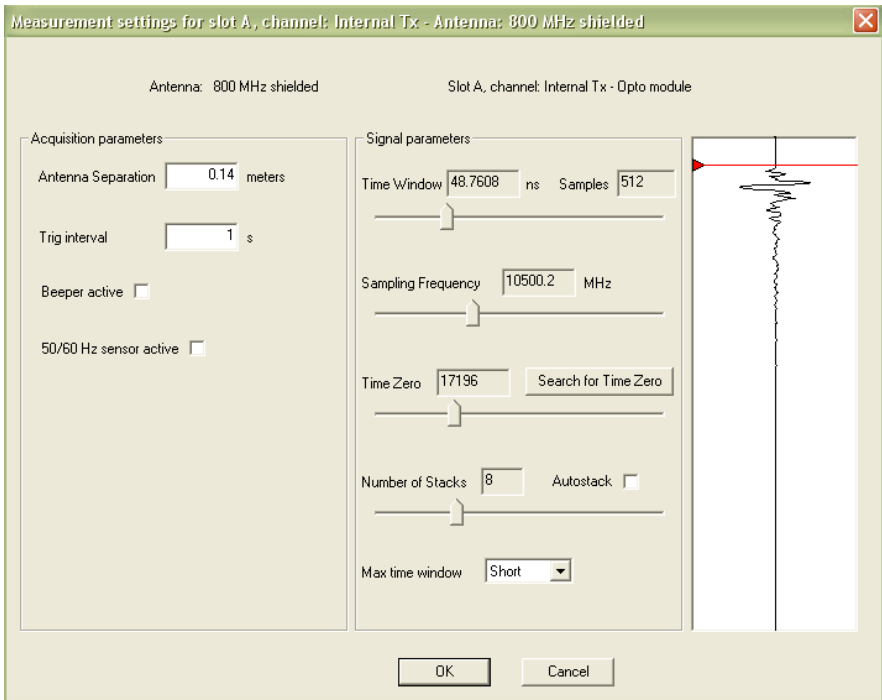 Measurement settings for slot A, channel: Internal Tx - Antenna: 800 MHz shielded
Antenna: 800 MHz shielded
Slot A, channel: Internal Tx - Opto module
Acquisition parameters
Antenna Separation 0.14 meters
Trig interval 1 s
Beeper active
50/60 Hz sensor active
Signal parameters
Time Window 48.7608 ns Samples 512
Sampling Frequency 10500.2 MHz
Time Zero 17196 Search for Time Zero
Number of Stacks 8 Autostack
Max time window Short
OK Cancel